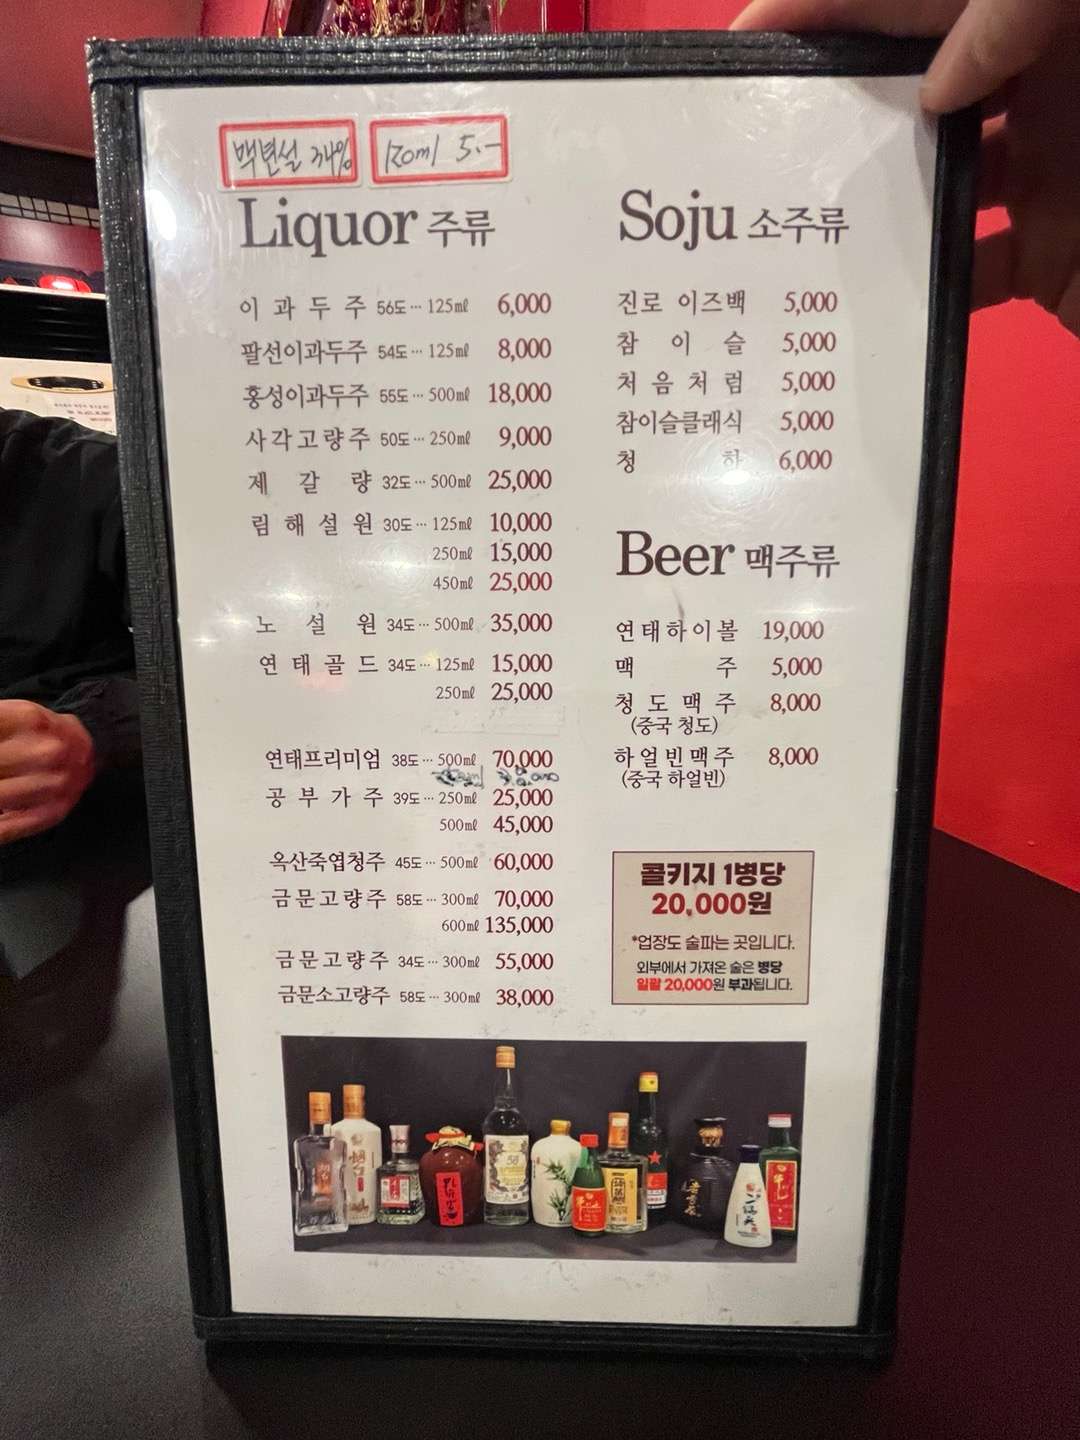 34%
120ml 5.-
Liquor 주류
이과두주 56도 ··· 125㎖ 6,000
팔선이과두주 54도 ··· 125㎖ 8,000
홍성이과두주 55도 ··· 500㎖ 18,000
사각고량주 50도 ··· 250㎖ 9,000
제갈량 32도 ··· 500㎖ 25,000
림해설원 30도 ··· 125㎖ 10,000
250㎖ 15,000
450㎖ 25,000
노설원 34도 ··· 500㎖ 35,000
연태골드 34도 ··· 125㎖ 15,000
250㎖ 25,000
연태프리미엄 38도 ··· 500㎖ 70,000
공부가주 39도 ··· 250㎖ 25,000
500㎖ 45,000
옥산죽엽청주 45도 ··· 500㎖ 60,000
금문고량주 58도 ··· 300㎖ 70,000
600㎖ 135,000
금문고량주 34도 ··· 300㎖ 55,000
금문소고량주 58도 ··· 300㎖ 38,000
Soju 소주류
진로 이즈백 5,000
참이슬 5,000
처음처럼 5,000
참이슬클래식 5,000
청하 6,000
Beer 맥주류
연태하이볼 19,000
맥주 5,000
청도맥주 8,000
(중국 청도)
하얼빈맥주 8,000
(중국 하얼빈)
콜키지 1병당
20,000원
*업장도 술파는 곳입니다.
외부에서 가져온 술은 병당
일괄 20,000원 부과됩니다.
58